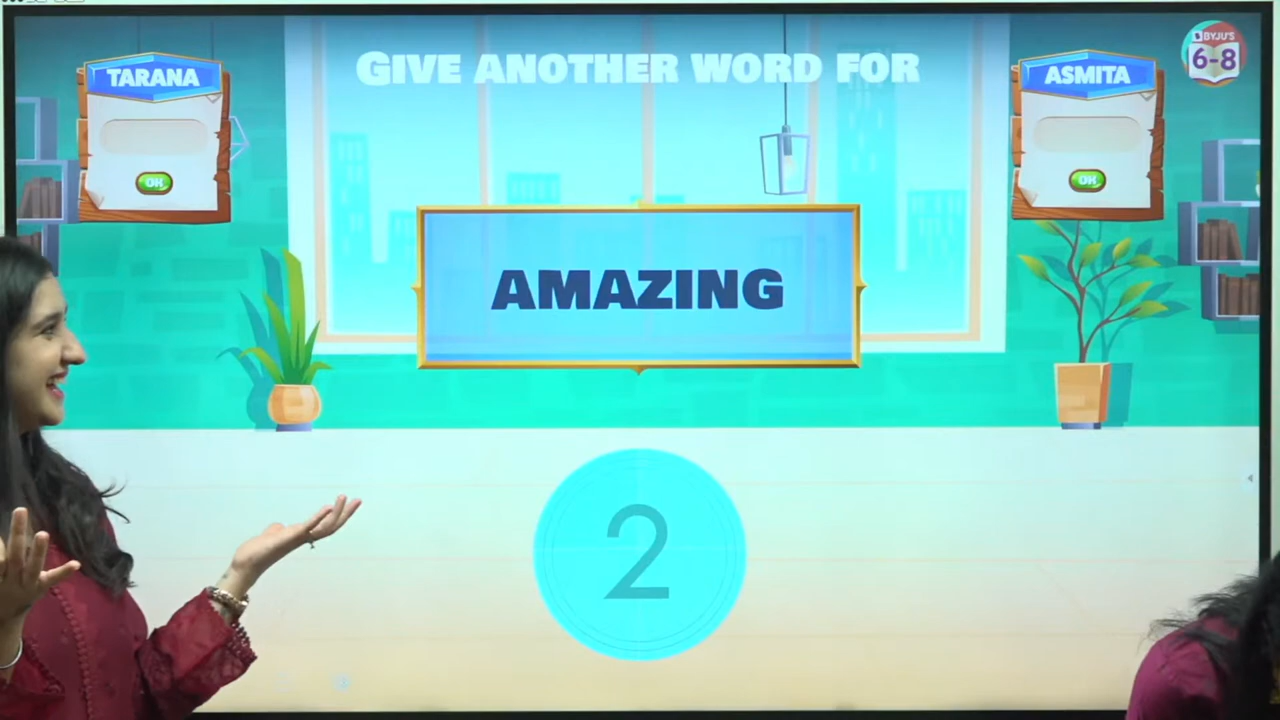 GIVE ANOTHER WORD FOR
TARANA
OK
ASMITA
OK
BYJU'S
6-8
AMAZING
2